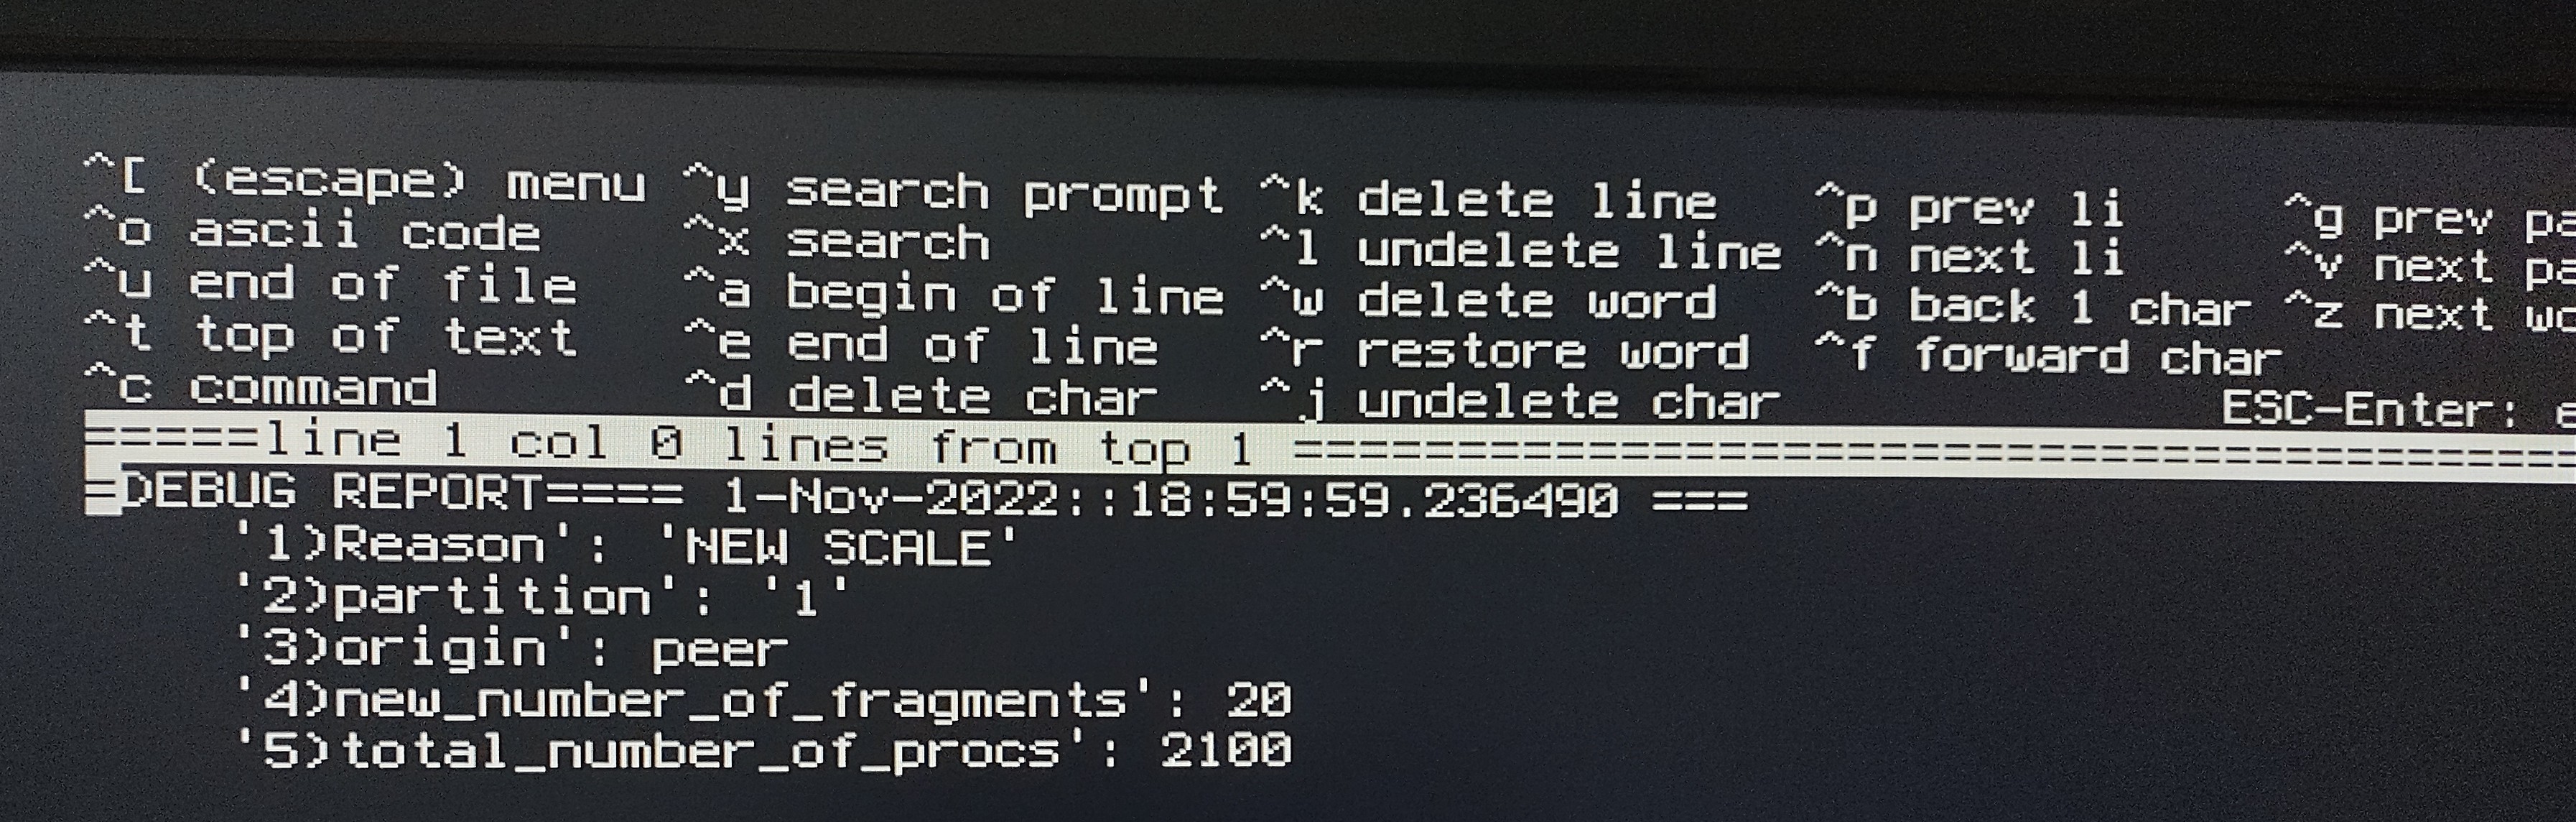 ^[ (escape) menu ^y search prompt ^k delete line ^p prev li ^g prev
^o ascii code ^x search ^l undelete line ^n next li ^v next
^u end of file ^a begin of line ^w delete word ^b back 1 char ^z next
^t top of text ^e end of line ^r restore word ^f forward char
^c command ^d delete char ^j undelete char ESC-Enter:
=====line 1 col 0 lines from top 1 =======================================
=DEBUG REPORT==== 1-Nov-2022::18:59:59.236490 ===
'1)Reason': 'NEW SCALE'
'2)partition': '1'
'3)origin': peer
'4)new_number_of_fragments': 20
'5)total_number_of_procs': 2100